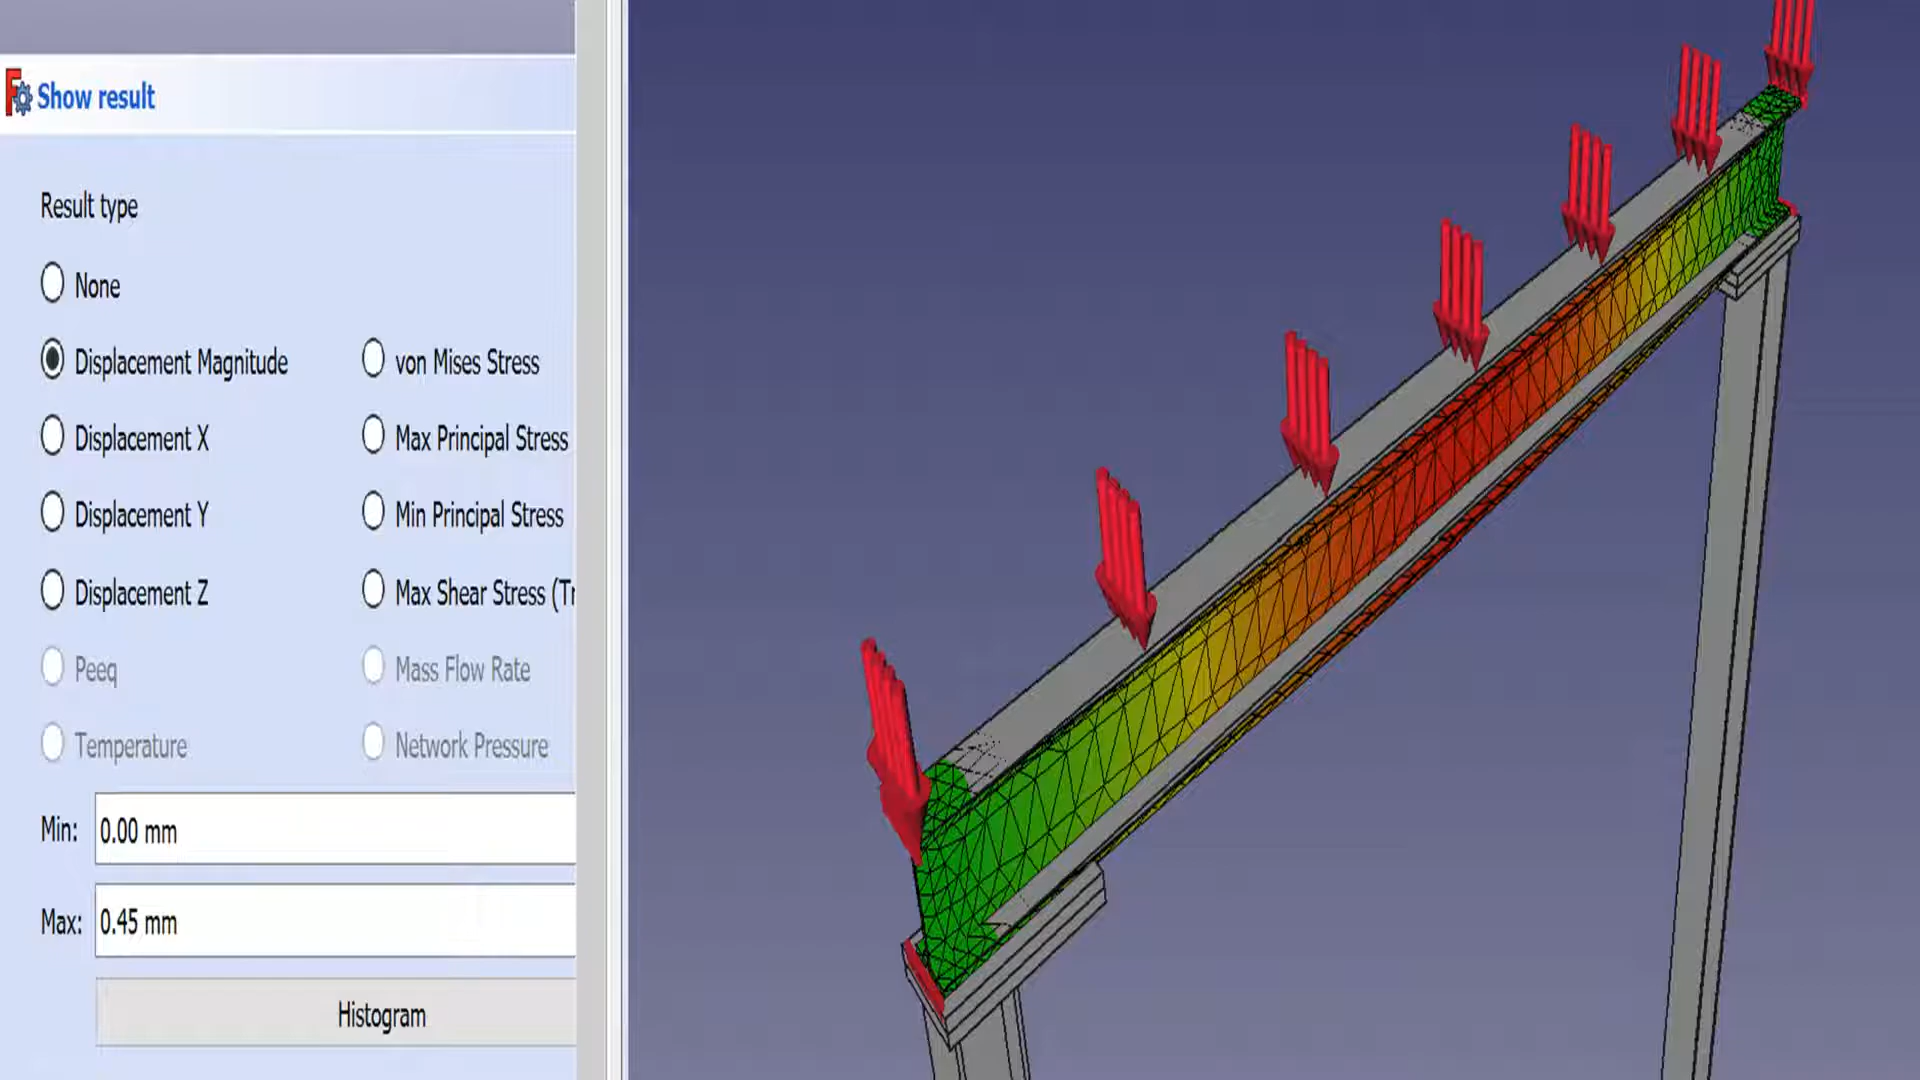 Show result
Result type
None
Displacement Magnitude
von Mises Stress
Displacement X
Max Principal Stress
Displacement Y
Min Principal Stress
Displacement Z
Max Shear Stress (Tr
Peeq
Mass Flow Rate
Temperature
Network Pressure
Min: 0.00 mm
Max: 0.45 mm
Histogram